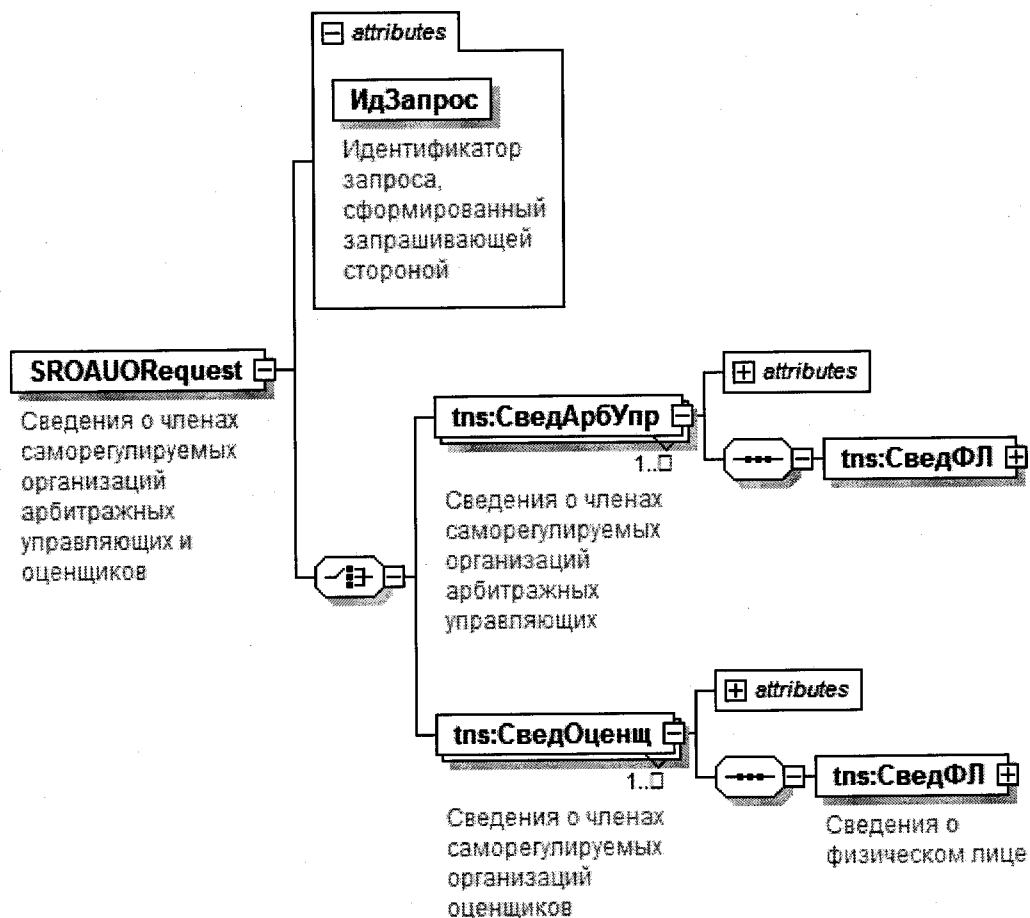 attributes
ИдЗапрос
Идентификатор
запроса,
сформированный
запрашивающей
стороной
SROAUORequest
Сведения о членах
саморегулируемых
организаций
арбитражных
управляющих и
оценщиков
tns:СведАрбУпр
1..□
Сведения о членах
саморегулируемых
организаций
арбитражных
управляющих
attributes
tns:СведФЛ
tns:СведОценщ
1..□
Сведения о членах
саморегулируемых
организаций
оценщиков
attributes
tns:СведФЛ
Сведения о
физическом лице